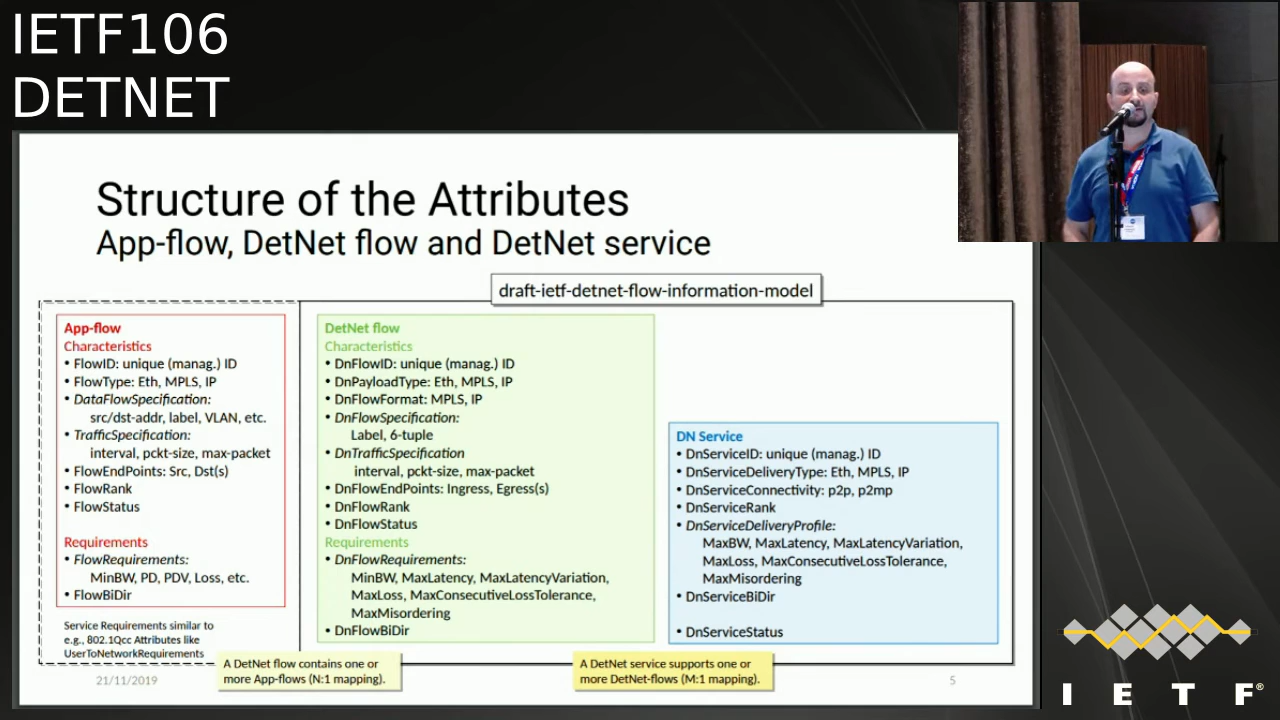 IETF106
DETNET
Structure of the Attributes
App-flow, DetNet flow and DetNet service
draft-ietf-detnet-flow-information-model
App-flow
Characteristics
• FlowID: unique (manag.) ID
• FlowType: Eth, MPLS, IP
• DataFlowSpecification:
src/dst-addr, label, VLAN, etc.
• TrafficSpecification:
interval, pckt-size, max-packet
• FlowEndPoints: Src, Dst(s)
• FlowRank
• FlowStatus
Requirements
• FlowRequirements:
MinBW, PD, PDV, Loss, etc.
• FlowBiDir
Service Requirements similar to
e.g., 802.1Qcc Attributes like
UserToNetworkRequirements
DetNet flow
Characteristics
• DnFlowID: unique (manag.) ID
• DnPayloadType: Eth, MPLS, IP
• DnFlowFormat: MPLS, IP
• DnFlowSpecification:
Label, 6-tuple
• DnTrafficSpecification
interval, pckt-size, max-packet
• DnFlowEndPoints: Ingress, Egress(s)
• DnFlowRank
• DnFlowStatus
Requirements
• DnFlowRequirements:
MinBW, MaxLatency, MaxLatencyVariation,
MaxLoss, MaxConsecutiveLossTolerance,
MaxMisordering
• DnFlowBiDir
DN Service
• DnServiceID: unique (manag.) ID
• DnServiceDeliveryType: Eth, MPLS, IP
• DnServiceConnectivity: p2p, p2mp
• DnServiceRank
• DnServiceDeliveryProfile:
MaxBW, MaxLatency, MaxLatencyVariation,
MaxLoss, MaxConsecutiveLossTolerance,
MaxMisordering
• DnServiceBiDir
• DnServiceStatus
A DetNet flow contains one or
more App-flows (N:1 mapping).
A DetNet service supports one or
more DetNet-flows (M:1 mapping).
21/11/2019
5
I E T F®